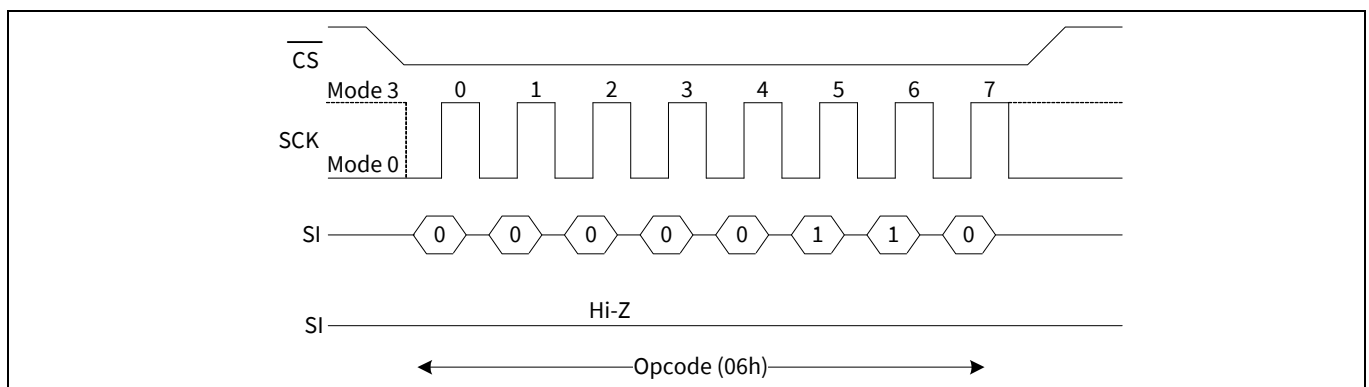 CS
Mode 3 0 1 2 3 4 5 6 7
SCK
Mode 0
SI 0 0 0 0 0 1 1 0
Hi-Z
SI
Opcode (06h)